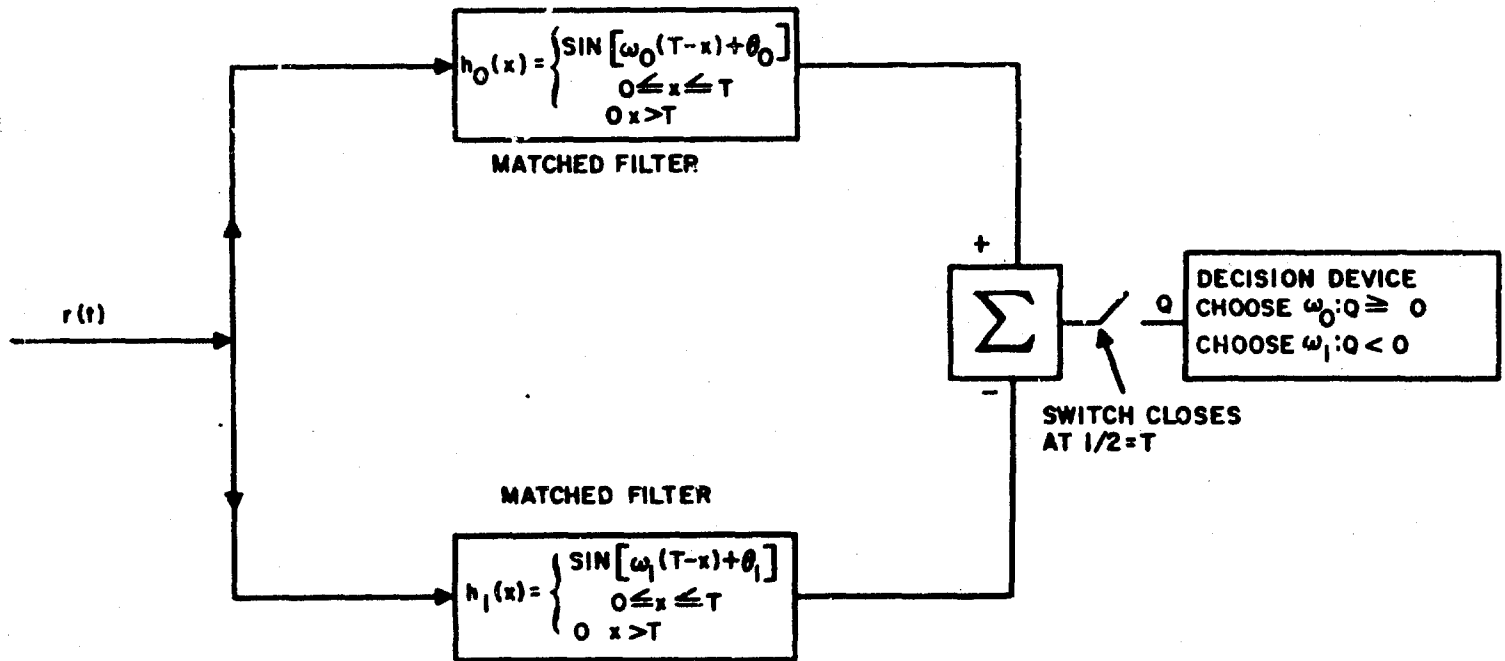 h₀(x) = { SIN [ω₀(T-x)+θ₀]
0≦x≦T
0 x>T
MATCHED FILTER
r(t)
+
Σ
−
Q
DECISION DEVICE
CHOOSE ω₀:Q≧ 0
CHOOSE ω₁:Q < 0
SWITCH CLOSES
AT 1/2=T
MATCHED FILTER
h₁(x) = { SIN [ω₁(T-x)+θ₁]
0≦x≦T
0 x>T